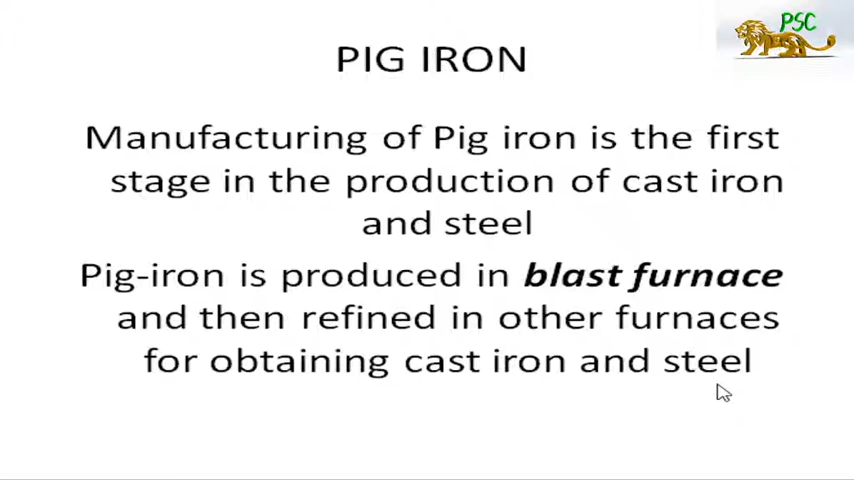 PSC
PIG IRON
Manufacturing of Pig iron is the first
stage in the production of cast iron
and steel
Pig-iron is produced in blast furnace
and then refined in other furnaces
for obtaining cast iron and steel